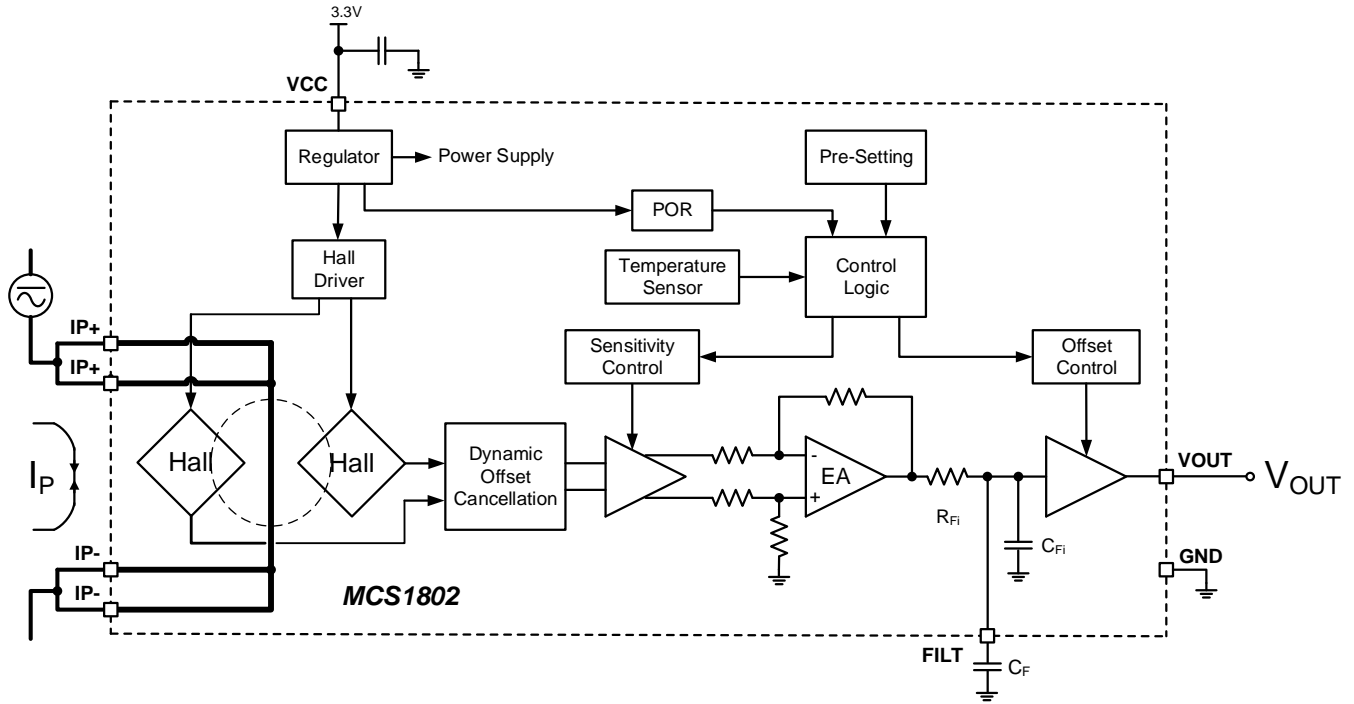 3.3V
VCC
Regulator
Power Supply
Pre-Setting
POR
Hall
Driver
Temperature
Sensor
Control
Logic
IP+
IP+
Sensitivity
Control
Offset
Control
Hall
Hall
Dynamic
Offset
Cancellation
-
EA
+
VOUT
VOUT
IP
RFi
CFi
IP-
IP-
GND
MCS1802
FILT
CF